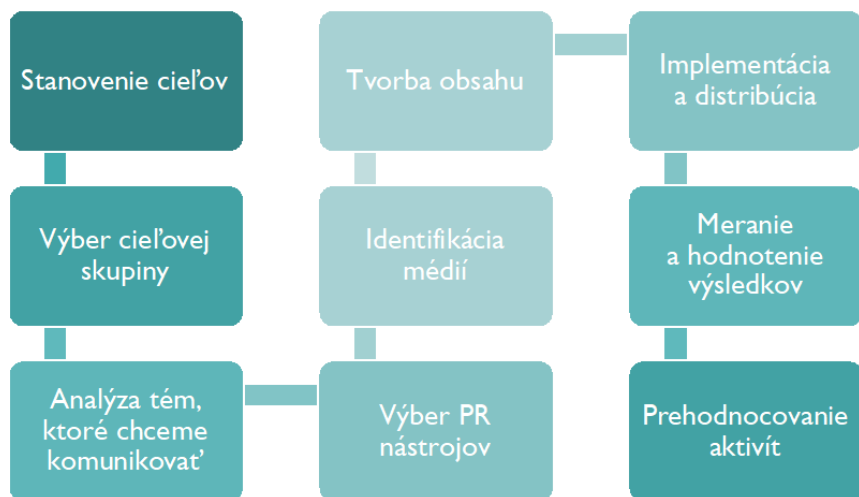 Stanovenie cieľov
Výber cieľovej
skupiny
Analýza tém,
ktoré chceme
komunikovať
Výber PR
nástrojov
Identifikácia
médií
Tvorba obsahu
Implementácia
a distribúcia
Meranie
a hodnotenie
výsledkov
Prehodnocovanie
aktivít